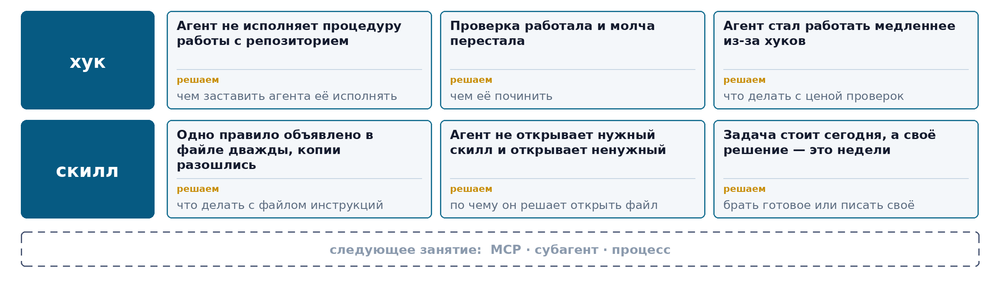 хук
Агент не исполняет процедуру
работы с репозиторием
решаем
чем заставить агента её исполнять
Проверка работала и молча
перестала
решаем
чем её починить
Агент стал работать медленнее
из-за хуков
решаем
что делать с ценой проверок
скилл
Одно правило объявлено в
файле дважды, копии
разошлись
решаем
что делать с файлом инструкций
Агент не открывает нужный
скилл и открывает ненужный
решаем
по чему он решает открыть файл
Задача стоит сегодня, а своё
решение — это недели
решаем
брать готовое или писать своё
следующее занятие: MCP · субагент · процесс